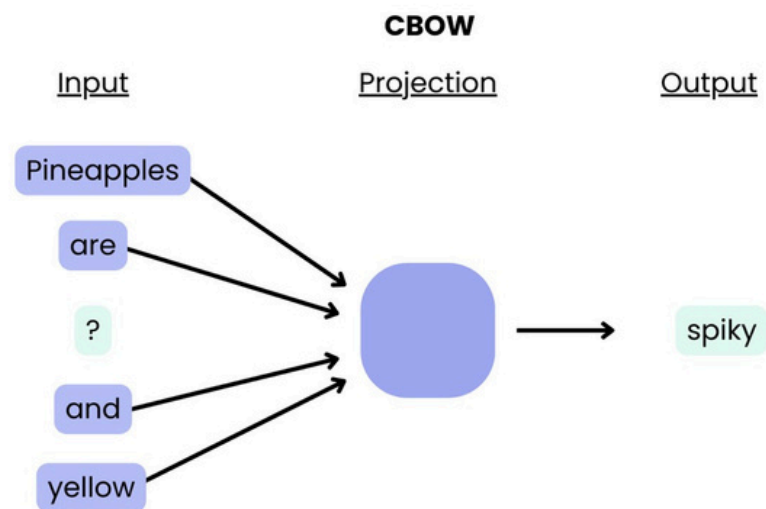 CBOW
Input Projection Output
Pineapples
are
?
spiky
and
yellow